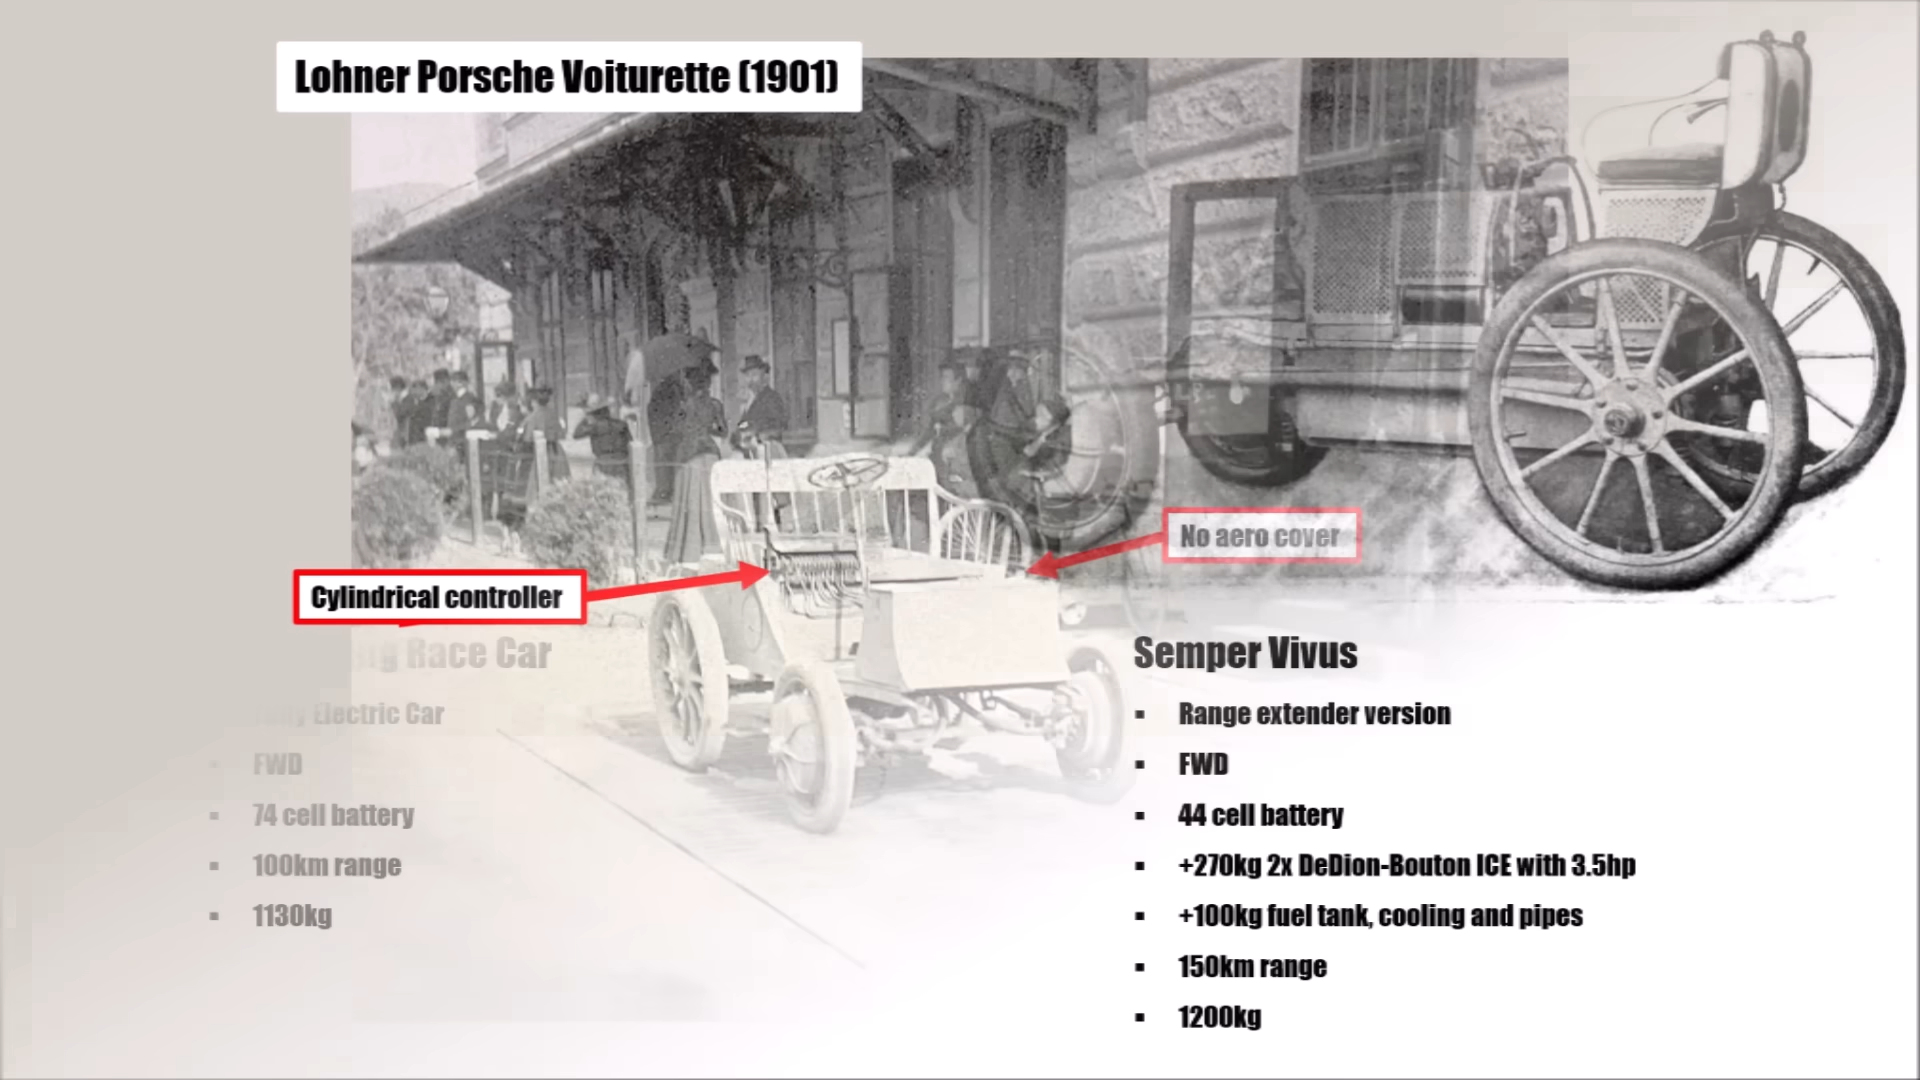 Lohner Porsche Voiturette (1901)
No aero cover
Cylindrical controller
Race Car
Electric Car
FWD
74 cell battery
100km range
1130kg
Semper Vivus
Range extender version
FWD
44 cell battery
+270kg 2x DeDion-Bouton ICE with 3.5hp
+100kg fuel tank, cooling and pipes
150km range
1200kg